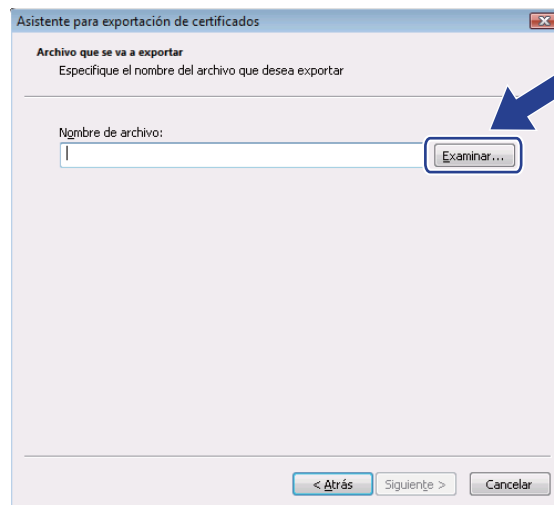 Asistente para exportación de certificados
Archivo que se va a exportar
Especifique el nombre del archivo que desea exportar
Nombre de archivo:
Examinar...
< Atrás Siguiente > Cancelar